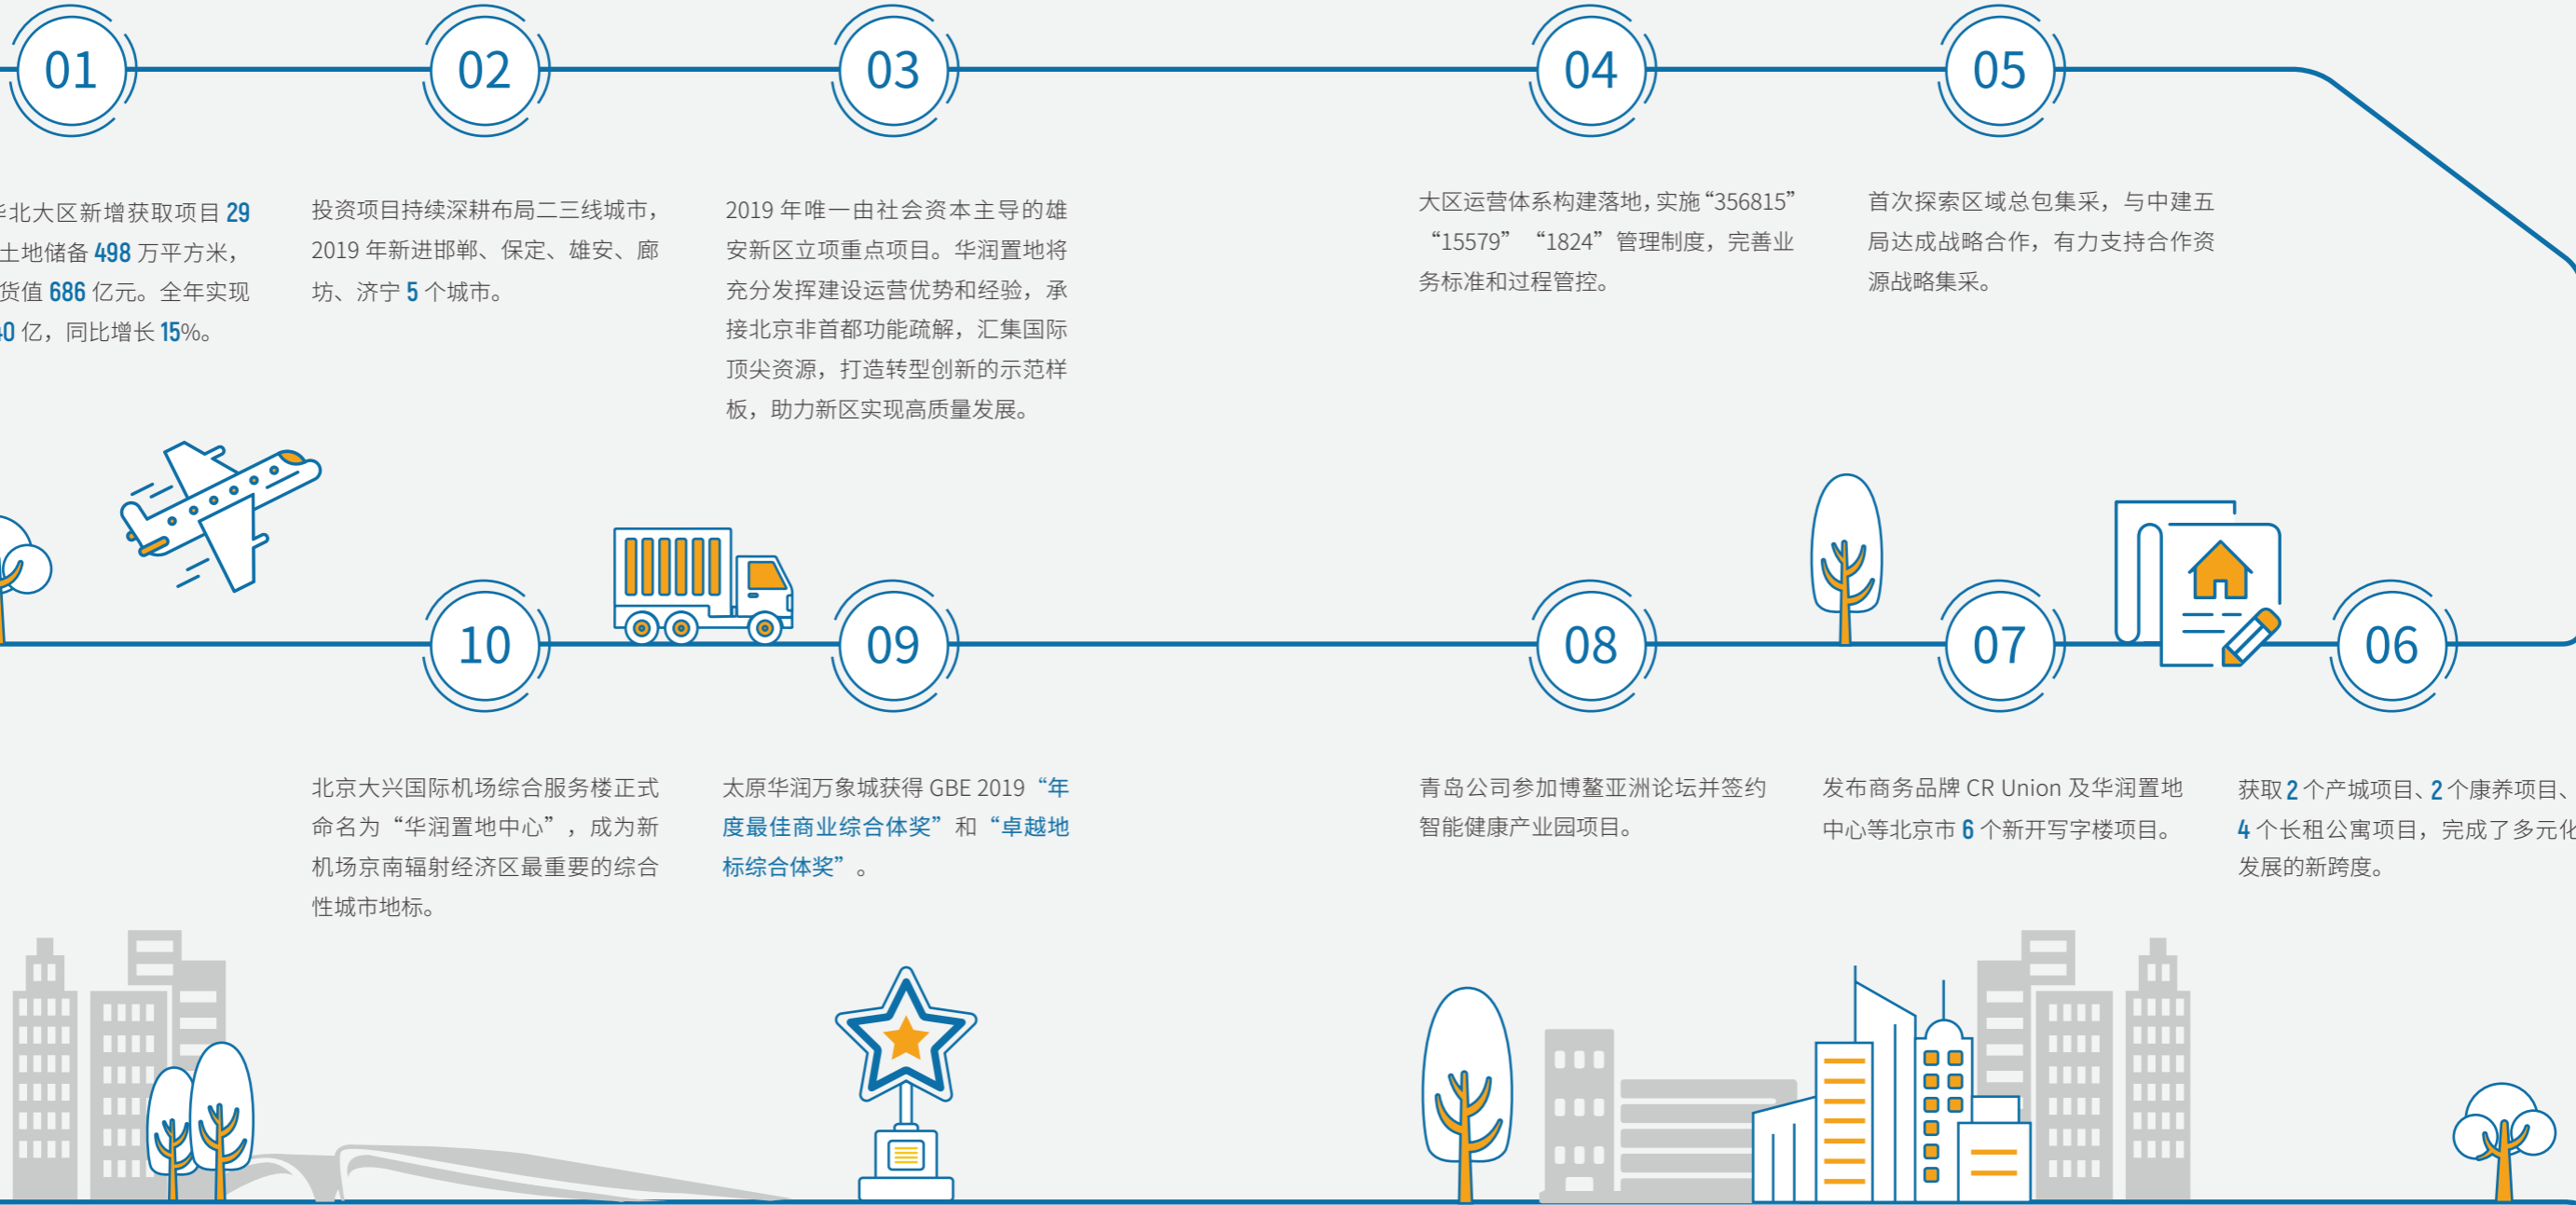 01
02
03
04
05
北大区新增获取项目 29
土地储备 498 万平方米，
货值 686 亿元。全年实现
0 亿，同比增长 15%。
投资项目持续深耕布局二三线城市，
2019 年新进邯郸、保定、雄安、廊
坊、济宁 5 个城市。
2019 年唯一由社会资本主导的雄
安新区立项重点项目。华润置地将
充分发挥建设运营优势和经验，承
接北京非首都功能疏解，汇集国际
顶尖资源，打造转型创新的示范样
板，助力新区实现高质量发展。
大区运营体系构建落地，实施“356815”
“15579”“1824”管理制度，完善业
务标准和过程管控。
首次探索区域总包集采，与中建五
局达成战略合作，有力支持合作资
源战略集采。
10
09
08
07
06
北京大兴国际机场综合服务楼正式
命名为“华润置地中心”，成为新
机场京南辐射经济区最重要的综合
性城市地标。
太原华润万象城获得 GBE 2019“年
度最佳商业综合体奖”和“卓越地
标综合体奖”。
青岛公司参加博鳌亚洲论坛并签约
智能健康产业园项目。
发布商务品牌 CR Union 及华润置地
中心等北京市 6 个新开写字楼项目。
获取 2 个产城项目、2 个康养项目、
4 个长租公寓项目，完成了多元化
发展的新跨度。